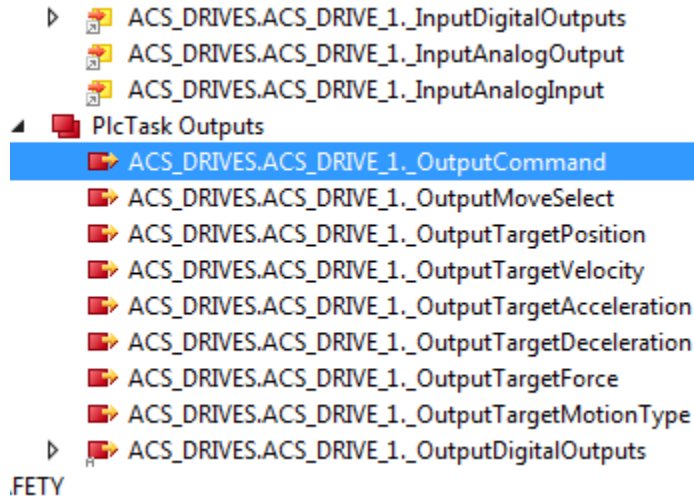 ACS_DRIVES.ACS_DRIVE_1._InputDigitalOutputs
ACS_DRIVES.ACS_DRIVE_1._InputAnalogOutput
ACS_DRIVES.ACS_DRIVE_1._InputAnalogInput
PlcTask Outputs
ACS_DRIVES.ACS_DRIVE_1._OutputCommand
ACS_DRIVES.ACS_DRIVE_1._OutputMoveSelect
ACS_DRIVES.ACS_DRIVE_1._OutputTargetPosition
ACS_DRIVES.ACS_DRIVE_1._OutputTargetVelocity
ACS_DRIVES.ACS_DRIVE_1._OutputTargetAcceleration
ACS_DRIVES.ACS_DRIVE_1._OutputTargetDeceleration
ACS_DRIVES.ACS_DRIVE_1._OutputTargetForce
ACS_DRIVES.ACS_DRIVE_1._OutputTargetMotionType
ACS_DRIVES.ACS_DRIVE_1._OutputDigitalOutputs
FETY